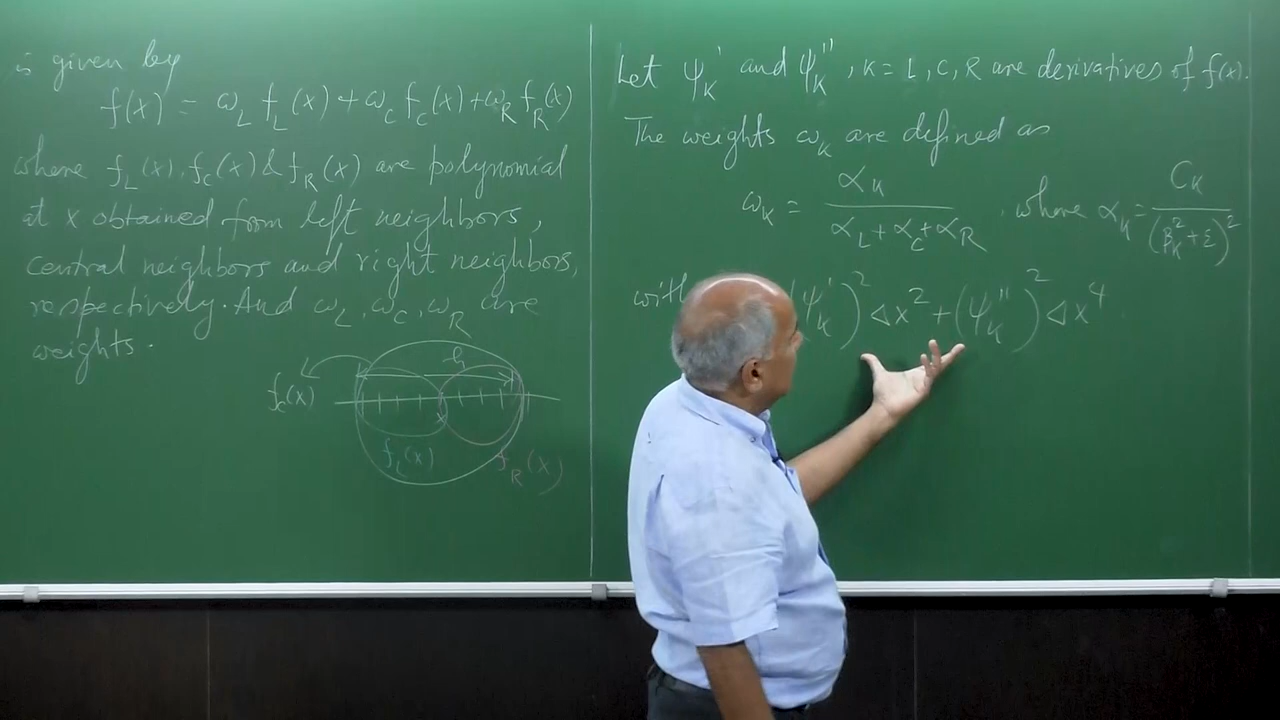 is given by
f(x) = ω_L f_L(x) + ω_C f_C(x) + ω_R f_R(x)
where f_L(x), f_C(x) & f_R(x) are polynomial
at x obtained from left neighbors,
central neighbors and right neighbors,
respectively. And ω_L, ω_C, ω_R are
weights.
f_C(x)
h
f_L(x)
f_R(x)
Let ψ_K' and ψ_K'', K = L, C, R are derivatives of f(x).
The weights ω_K are defined as
ω_K = α_K / (α_L + α_C + α_R), where α_K = C_K / (β_K^2 + ε)^2
with (ψ_K')^2 Δx^2 + (ψ_K'')^2 Δx^4